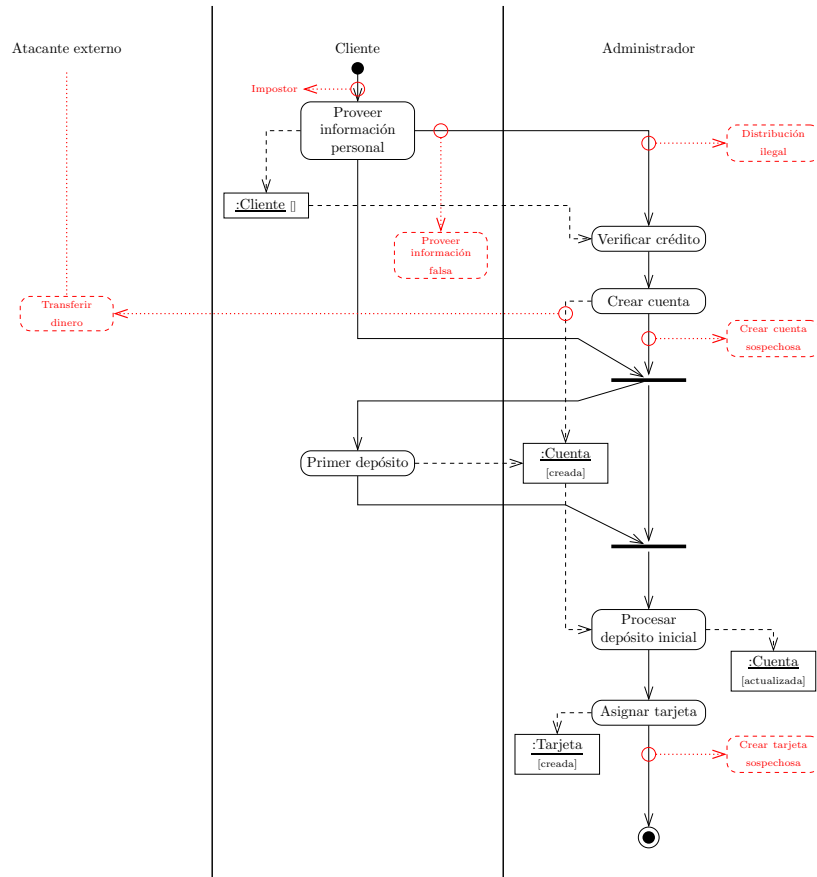 Atacante externo
Cliente
Administrador
Impostor
Proveer
información
personal
Distribución
ilegal
:Cliente []
Proveer
información
falsa
Verificar crédito
Crear cuenta
Transferir
dinero
Crear cuenta
sospechosa
Primer depósito
:Cuenta
[creada]
Procesar
depósito inicial
:Cuenta
[actualizada]
Asignar tarjeta
:Tarjeta
[creada]
Crear tarjeta
sospechosa